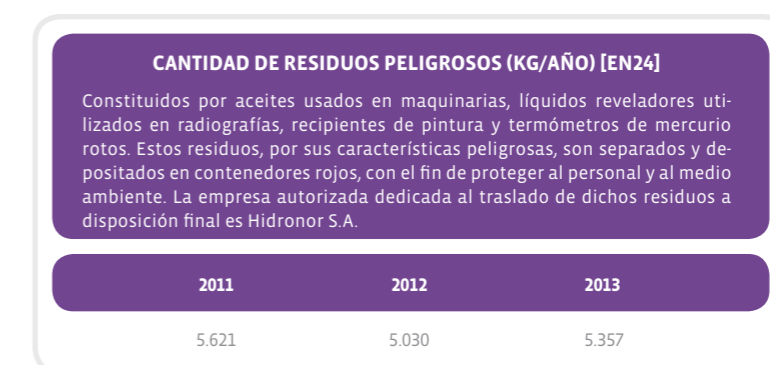 CANTIDAD DE RESIDUOS PELIGROSOS (KG/AÑO) [EN24]
Constituidos por aceites usados en maquinarias, líquidos reveladores uti-
lizados en radiografías, recipientes de pintura y termómetros de mercurio
rotos. Estos residuos, por sus características peligrosas, son separados y de-
positados en contenedores rojos, con el fin de proteger al personal y al medio
ambiente. La empresa autorizada dedicada al traslado de dichos residuos a
disposición final es Hidronor S.A.
2011 2012 2013
5.621 5.030 5.357